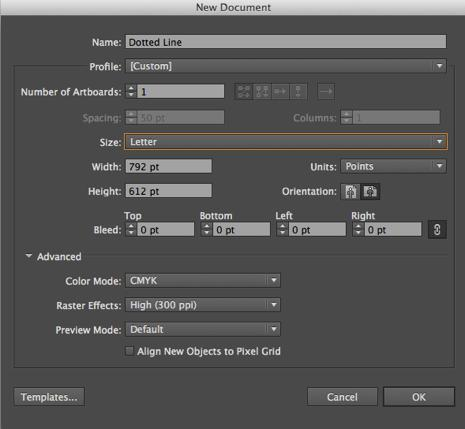 New Document
Name: Dotted Line
Profile: [Custom]
Number of Artboards: 1
Spacing: 50 pt Columns: 1
Size: Letter
Width: 792 pt Units: Points
Height: 612 pt Orientation:
Top Bottom Left Right
Bleed: 0 pt 0 pt 0 pt 0 pt
Advanced
Color Mode: CMYK
Raster Effects: High (300 ppi)
Preview Mode: Default
Align New Objects to Pixel Grid
Templates... Cancel OK